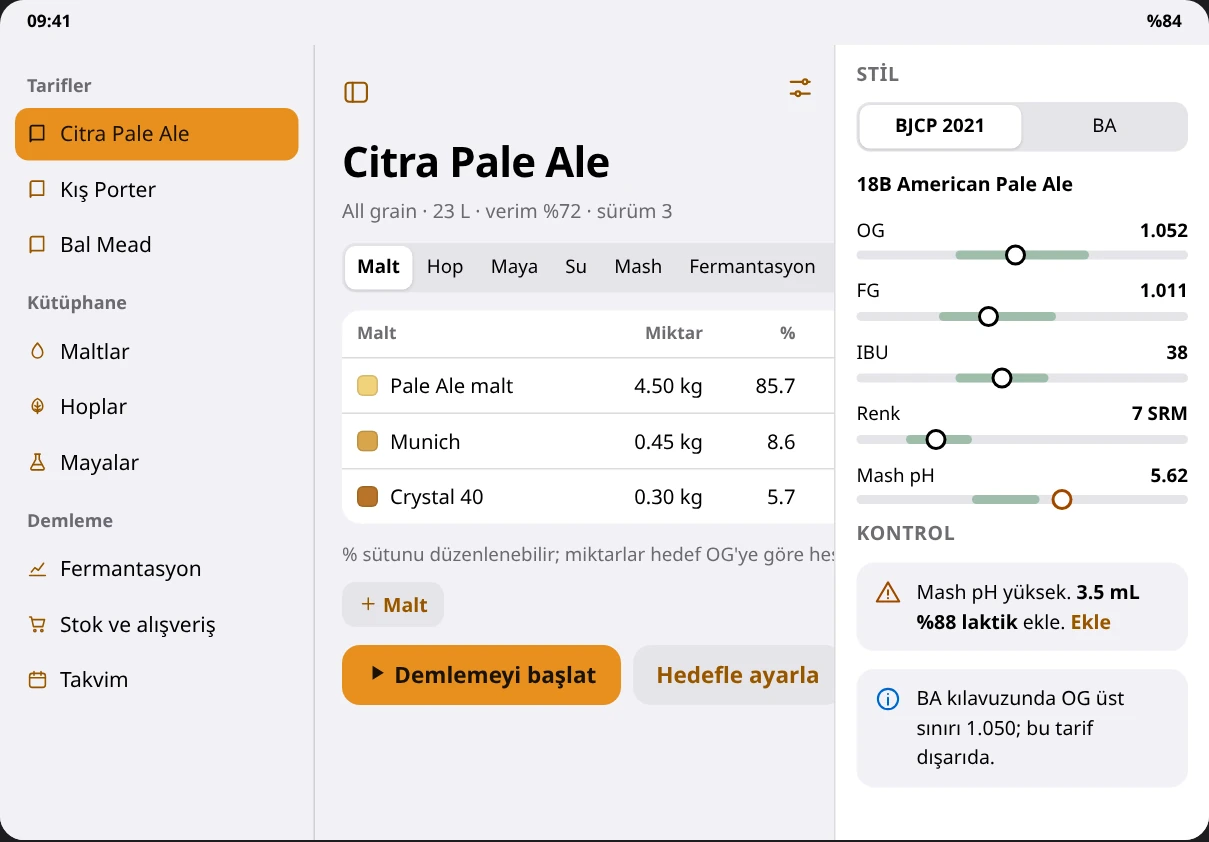 09:41
%84
Tarifler
Citra Pale Ale
Kış Porter
Bal Mead
Kütüphane
Maltlar
Hoplar
Mayalar
Demleme
Fermantasyon
Stok ve alışveriş
Takvim
Citra Pale Ale
All grain · 23 L · verim %72 · sürüm 3
Malt Hop Maya Su Mash Fermantasyon
Malt Miktar %
Pale Ale malt 4.50 kg 85.7
Munich 0.45 kg 8.6
Crystal 40 0.30 kg 5.7
% sütunu düzenlenebilir; miktarlar hedef OG'ye göre hes
+ Malt
Demlemeyi başlat
Hedefle ayarla
STİL
BJCP 2021 BA
18B American Pale Ale
OG 1.052
FG 1.011
IBU 38
Renk 7 SRM
Mash pH 5.62
KONTROL
Mash pH yüksek. 3.5 mL
%88 laktik ekle. Ekle
BA kılavuzunda OG üst
sınırı 1.050; bu tarif
dışarıda.